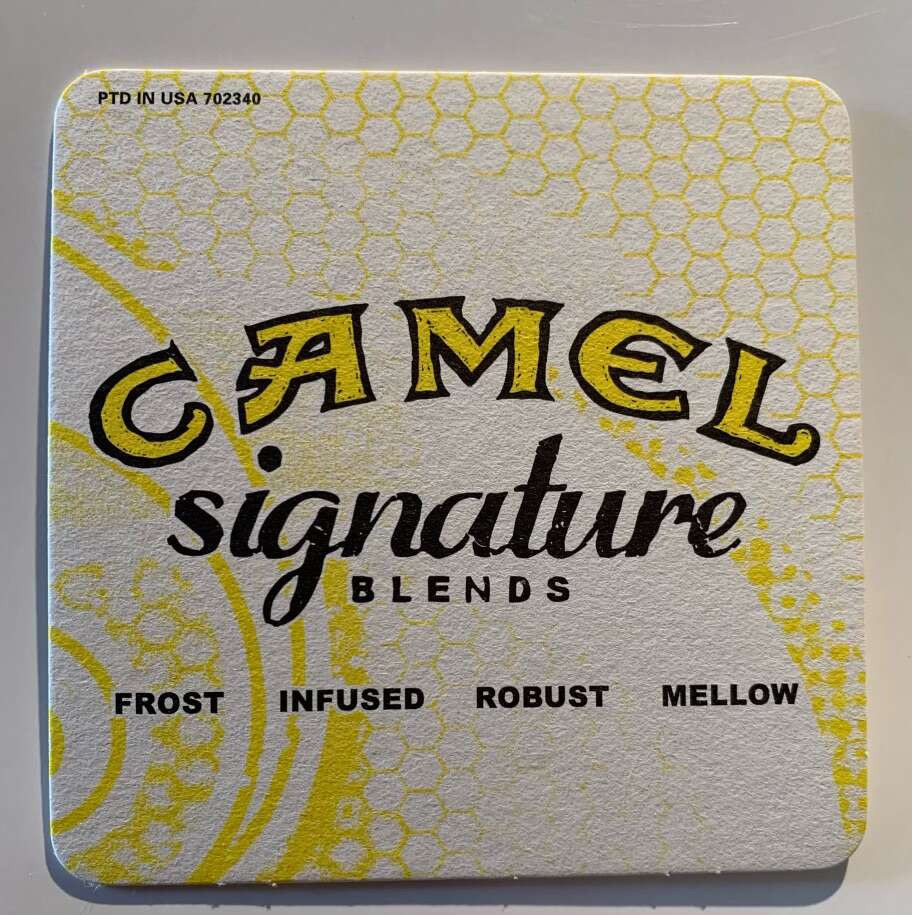 PTD IN USA 702340
CAMEL
signature
BLENDS
FROST INFUSED ROBUST MELLOW